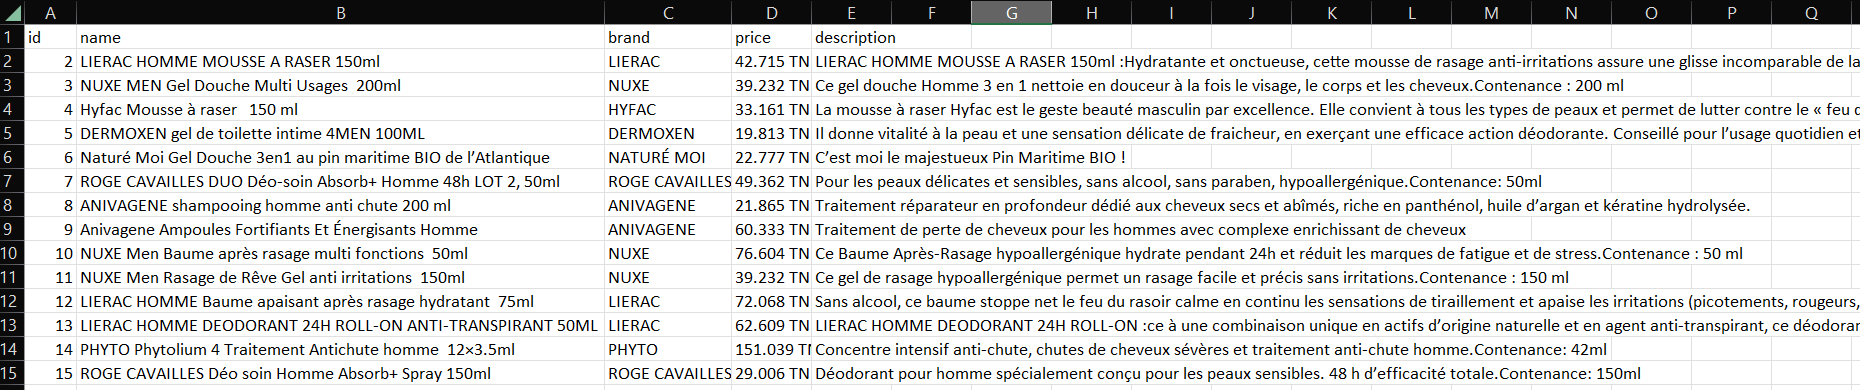 A B C D E F G H I J K L M N O P Q
1 id name brand price description
2 2 LIERAC HOMME MOUSSE A RASER 150ml LIERAC 42.715 TN LIERAC HOMME MOUSSE A RASER 150ml :Hydratante et onctueuse, cette mousse de rasage anti-irritations assure une glisse incomparable de la
3 3 NUXE MEN Gel Douche Multi Usages 200ml NUXE 39.232 TN Ce gel douche Homme 3 en 1 nettoie en douceur à la fois le visage, le corps et les cheveux.Contenance : 200 ml
4 4 Hyfac Mousse à raser 150 ml HYFAC 33.161 TN La mousse à raser Hyfac est le geste beauté masculin par excellence. Elle convient à tous les types de peaux et permet de lutter contre le « feu
5 5 DERMOXEN gel de toilette intime 4MEN 100ML DERMOXEN 19.813 TN Il donne vitalité à la peau et une sensation délicate de fraicheur, en exerçant une efficace action déodorante. Conseillé pour l’usage quotidien et
6 6 Naturé Moi Gel Douche 3en1 au pin maritime BIO de l’Atlantique NATURÉ MOI 22.777 TN C’est moi le majestueux Pin Maritime BIO !
7 7 ROGE CAVAILLES DUO Déo-soin Absorb+ Homme 48h LOT 2, 50ml ROGE CAVAILLES 49.362 TN Pour les peaux délicates et sensibles, sans alcool, sans paraben, hypoallergénique.Contenance: 50ml
8 8 ANIVAGENE shampooing homme anti chute 200 ml ANIVAGENE 21.865 TN Traitement réparateur en profondeur dédié aux cheveux secs et abîmés, riche en panthénol, huile d’argan et kératine hydrolysée.
9 9 Anivagene Ampoules Fortifiants Et Énergisants Homme ANIVAGENE 60.333 TN Traitement de perte de cheveux pour les hommes avec complexe enrichissant de cheveux
10 10 NUXE Men Baume après rasage multi fonctions 50ml NUXE 76.604 TN Ce Baume Après-Rasage hypoallergénique hydrate pendant 24h et réduit les marques de fatigue et de stress.Contenance : 50 ml
11 11 NUXE Men Rasage de Rêve Gel anti irritations 150ml NUXE 39.232 TN Ce gel de rasage hypoallergénique permet un rasage facile et précis sans irritations.Contenance : 150 ml
12 12 LIERAC HOMME Baume apaisant après rasage hydratant 75ml LIERAC 72.068 TN Sans alcool, ce baume stoppe net le feu du rasoir calme en continu les sensations de tiraillement et apaise les irritations (picotements, rougeurs,
13 13 LIERAC HOMME DEODORANT 24H ROLL-ON ANTI-TRANSPIRANT 50ML LIERAC 62.609 TN LIERAC HOMME DEODORANT 24H ROLL-ON :ce à une combinaison unique en actifs d’origine naturelle et en agent anti-transpirant, ce déodoran
14 14 PHYTO Phytolium 4 Traitement Antichute homme 12×3.5ml PHYTO 151.039 TN Concentre intensif anti-chute, chutes de cheveux sévères et traitement anti-chute homme.Contenance: 42ml
15 15 ROGE CAVAILLES Déo soin Homme Absorb+ Spray 150ml ROGE CAVAILLES 29.006 TN Déodorant pour homme spécialement conçu pour les peaux sensibles. 48 h d’efficacité totale.Contenance: 150ml